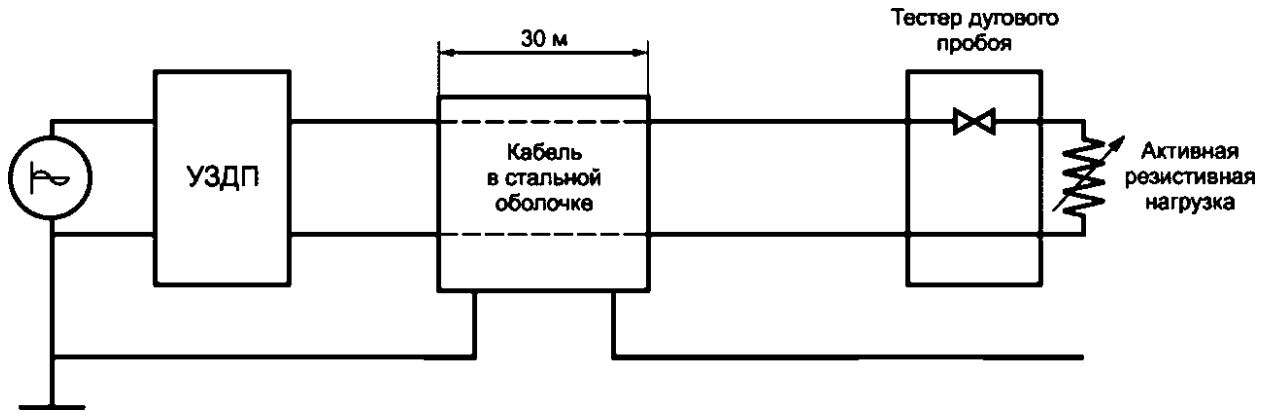 Тестер дугового
пробоя
30 м
УЗДП
Кабель
в стальной
оболочке
Активная
резистивная
нагрузка